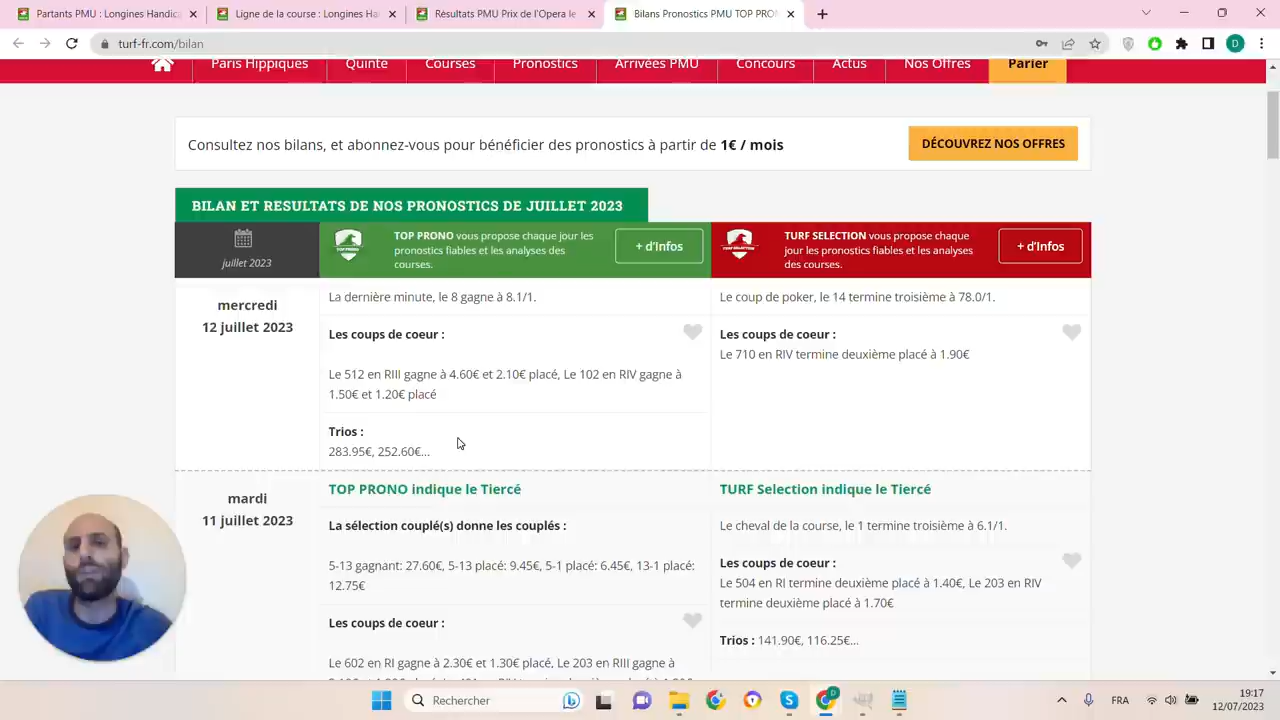 Partants PMU : Longines Handic
Ligne de la course : Longines Ha
Résultats PMU Prix de l'Opera le
Bilans Pronostics PMU TOP PRON
turf-fr.com/bilan
Paris Hippiques Quinte Courses Pronostics Arrivées PMU Concours Actus Nos Offres Parier
Consultez nos bilans, et abonnez-vous pour bénéficier des pronostics à partir de 1€ / mois
DÉCOUVREZ NOS OFFRES
BILAN ET RESULTATS DE NOS PRONOSTICS DE JUILLET 2023
juillet 2023
TOP PRONO
TOP PRONO vous propose chaque jour les
pronostics fiables et les analyses des
courses.
+ d'Infos
TURF SELECTION
TURF SELECTION vous propose chaque
jour les pronostics fiables et les analyses
des courses.
+ d'Infos
mercredi
12 juillet 2023
La dernière minute, le 8 gagne à 8.1/1.
Les coups de coeur :
Le 512 en RIII gagne à 4.60€ et 2.10€ placé, Le 102 en RIV gagne à
1.50€ et 1.20€ placé
Trios :
283.95€, 252.60€...
Le coup de poker, le 14 termine troisième à 78.0/1.
Les coups de coeur :
Le 710 en RIV termine deuxième placé à 1.90€
mardi
11 juillet 2023
TOP PRONO indique le Tiercé
La sélection couplé(s) donne les couplés :
5-13 gagnant: 27.60€, 5-13 placé: 9.45€, 5-1 placé: 6.45€, 13-1 placé:
12.75€
Les coups de coeur :
Le 602 en RI gagne à 2.30€ et 1.30€ placé, Le 203 en RIII gagne à
TURF Selection indique le Tiercé
Le cheval de la course, le 1 termine troisième à 6.1/1.
Les coups de coeur :
Le 504 en RI termine deuxième placé à 1.40€, Le 203 en RIV
termine deuxième placé à 1.70€
Trios : 141.90€, 116.25€...
Rechercher
FRA
19:17
12/07/2023